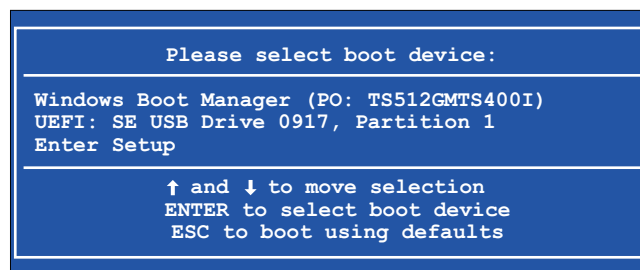 Please select boot device:
Windows Boot Manager (PO: TS512GMTS400I)
UEFI: SE USB Drive 0917, Partition 1
Enter Setup
↑ and ↓ to move selection
ENTER to select boot device
ESC to boot using defaults